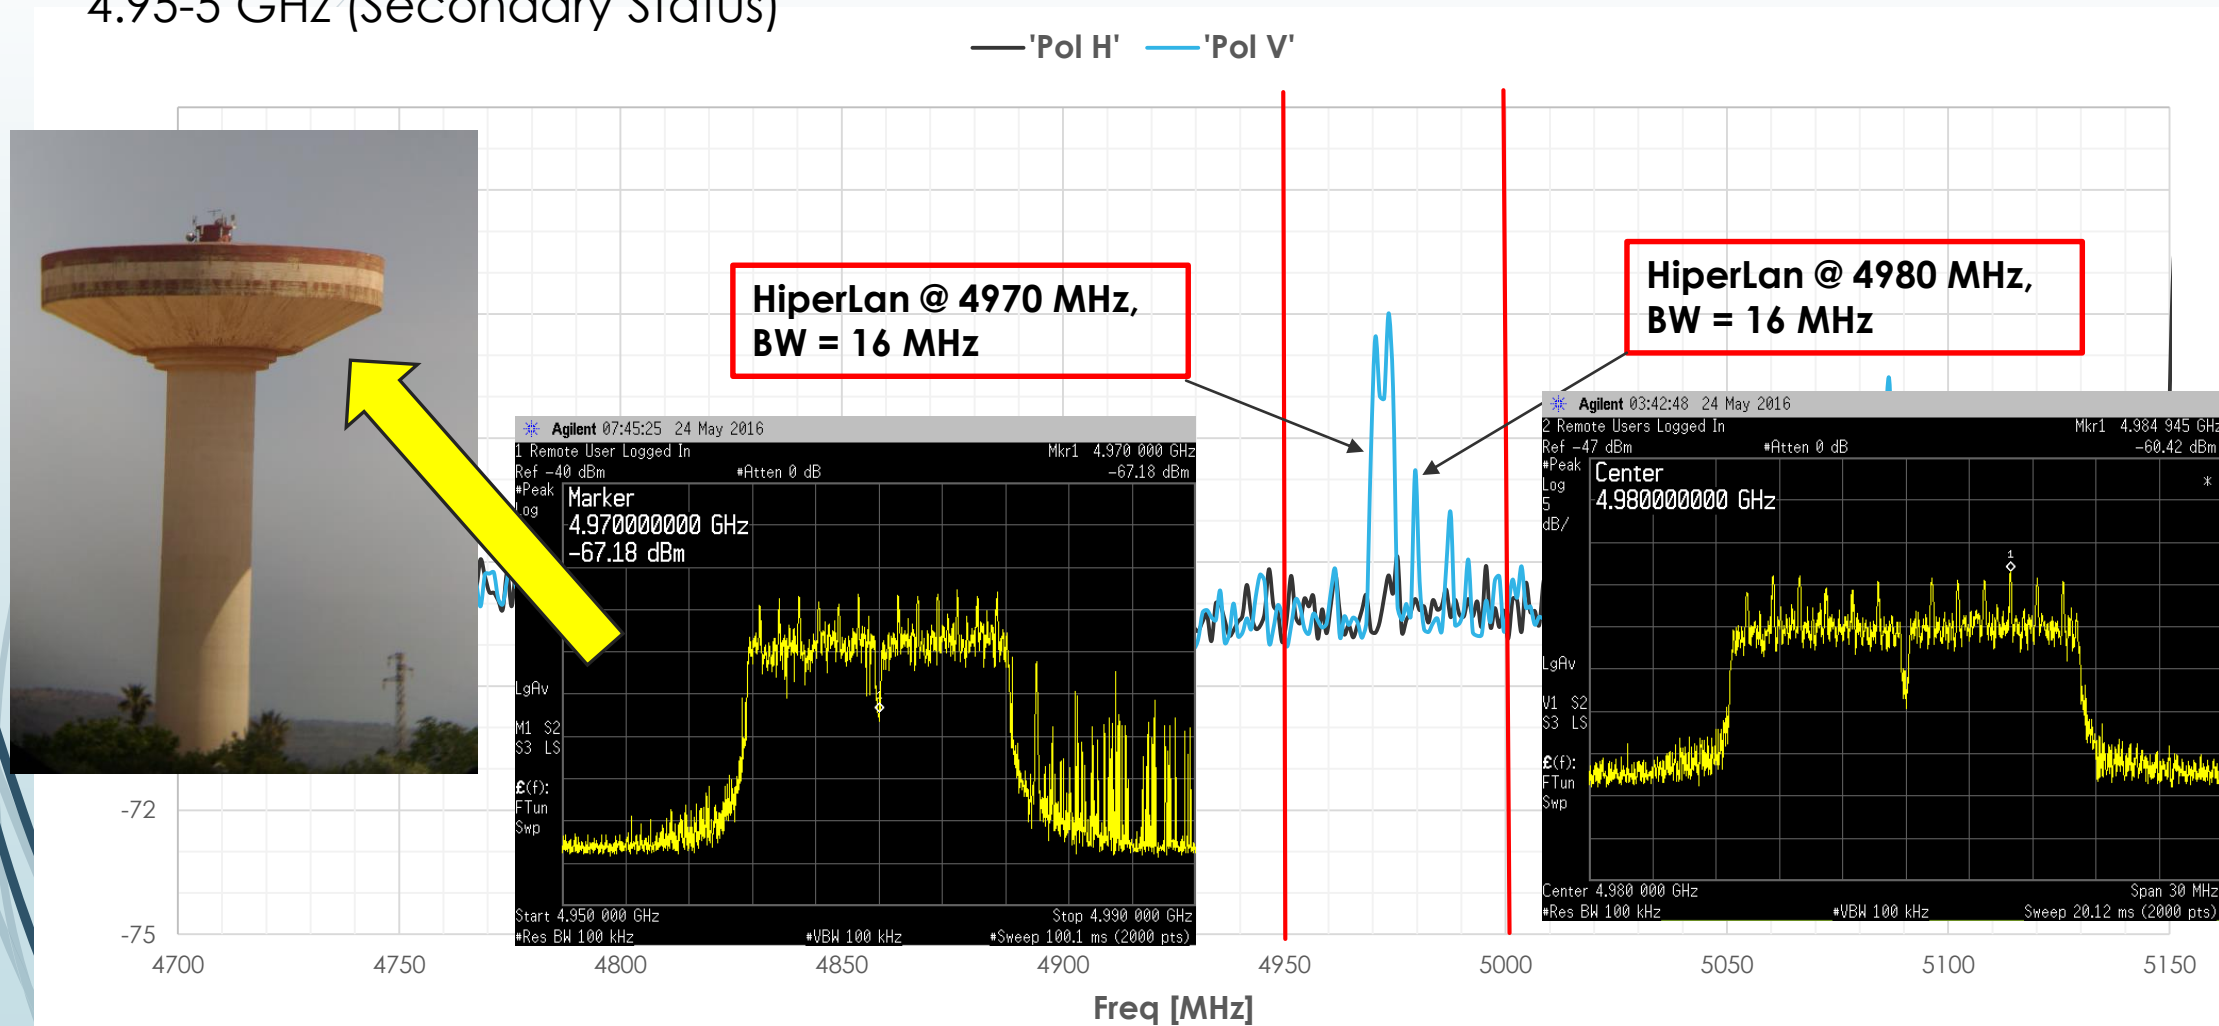 4.95-5 GHz (Secondary Status)
'Pol H' 'Pol V'
HiperLan @ 4970 MHz,
BW = 16 MHz
HiperLan @ 4980 MHz,
BW = 16 MHz
Agilent 07:45:25 24 May 2016
1 Remote User Logged In Mkr1 4.970 000 GHz
Ref -40 dBm #Atten 0 dB -67.18 dBm
#Peak
Log
Marker
4.970000000 GHz
-67.18 dBm
LgAv
M1 S2
S3 LS
£(f):
FTun
Swp
Start 4.950 000 GHz Stop 4.990 000 GHz
#Res BW 100 kHz #VBW 100 kHz #Sweep 100.1 ms (2000 pts)
Agilent 03:42:48 24 May 2016
2 Remote Users Logged In Mkr1 4.984 945 GHz
Ref -47 dBm #Atten 0 dB -60.42 dBm
#Peak
Log
5
dB/
Center
4.980000000 GHz
*
1
LgAv
V1 S2
S3 LS
£(f):
FTun
Swp
Center 4.980 000 GHz Span 30 MHz
#Res BW 100 kHz #VBW 100 kHz Sweep 20.12 ms (2000 pts)
-72
-75
4700 4750 4800 4850 4900 4950 5000 5050 5100 5150
Freq [MHz]